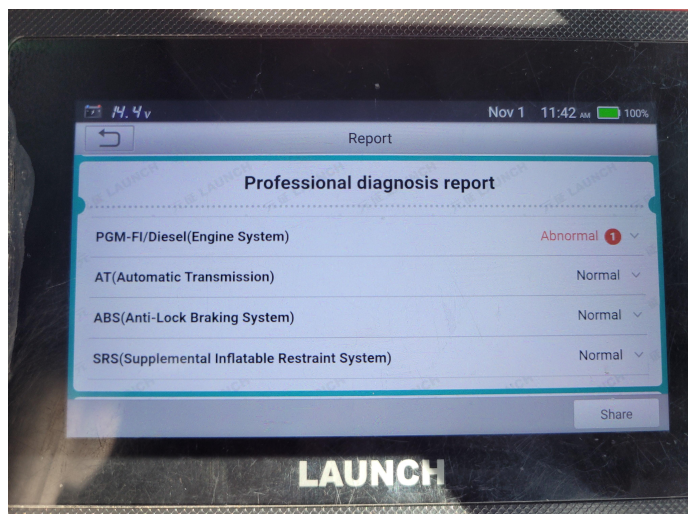 14.4v Nov 1 11:42 AM 100%
Report
Professional diagnosis report
PGM-FI/Diesel(Engine System) Abnormal 1
AT(Automatic Transmission) Normal
ABS(Anti-Lock Braking System) Normal
SRS(Supplemental Inflatable Restraint System) Normal
Share
LAUNCH